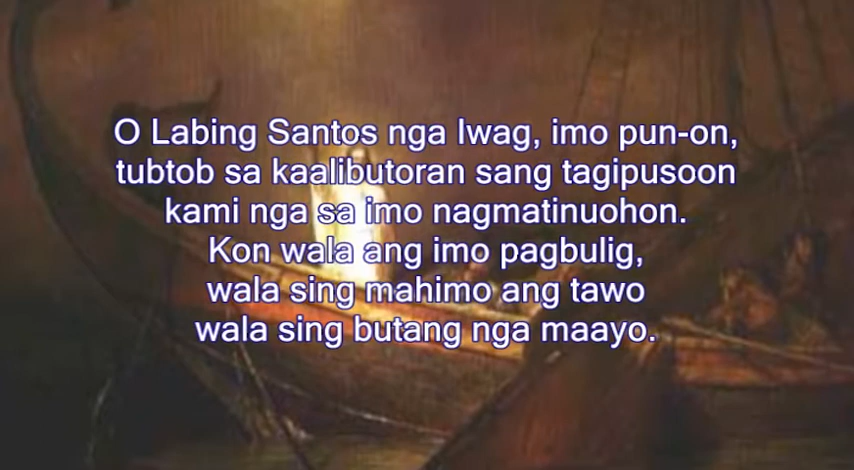 O Labing Santos nga Iwag, imo pun-on,
tubtob sa kaalibutoran sang tagipusoon
kami nga sa imo nagmatinuohon.
Kon wala ang imo pagbulig,
wala sing mahimo ang tawo
wala sing butang nga maayo.